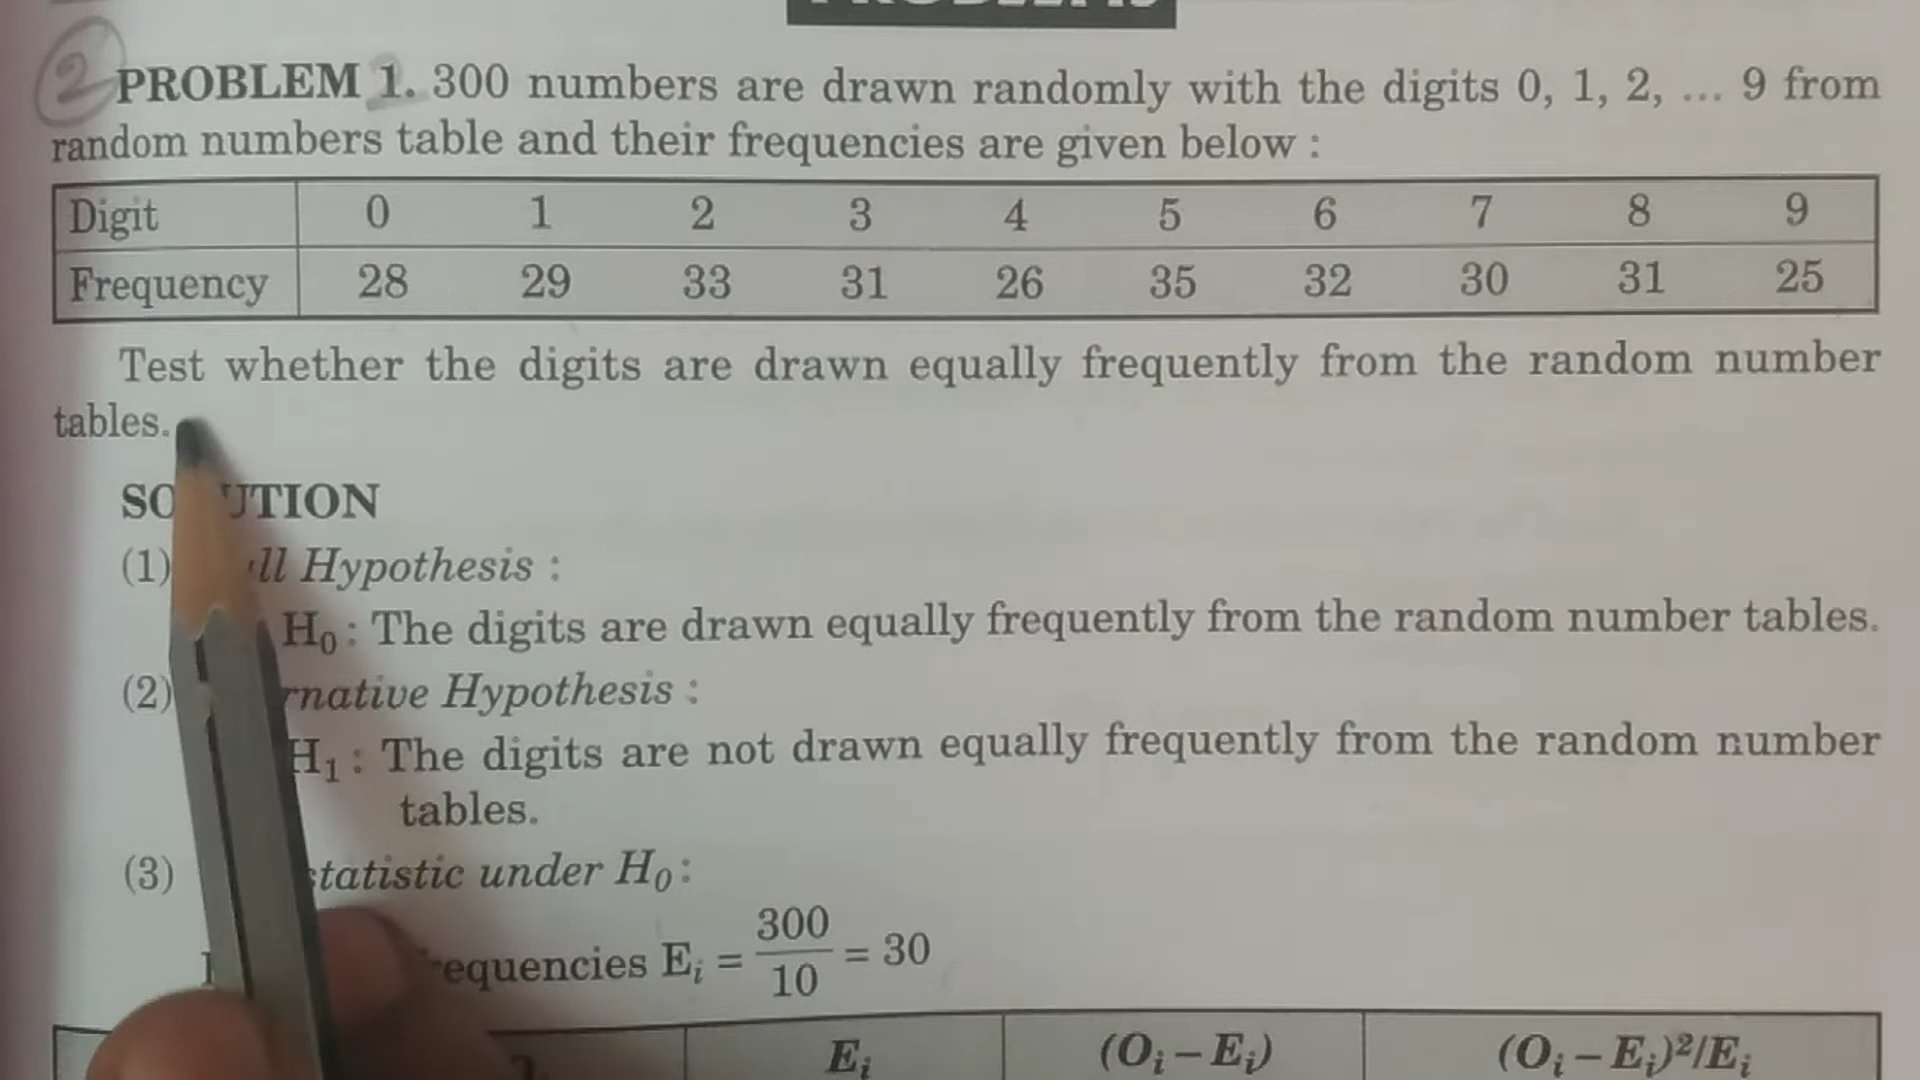 2 PROBLEM 1. 300 numbers are drawn randomly with the digits 0, 1, 2, ... 9 from
random numbers table and their frequencies are given below :
Digit 0 1 2 3 4 5 6 7 8 9
Frequency 28 29 33 31 26 35 32 30 31 25
Test whether the digits are drawn equally frequently from the random number
tables.
SO UTION
(1) ll Hypothesis :
H₀ : The digits are drawn equally frequently from the random number tables.
(2) rnative Hypothesis :
H₁ : The digits are not drawn equally frequently from the random number
tables.
(3) statistic under H₀ :
equencies Eᵢ = 300/10 = 30
Eᵢ (Oᵢ – Eᵢ) (Oᵢ – Eᵢ)²/Eᵢ